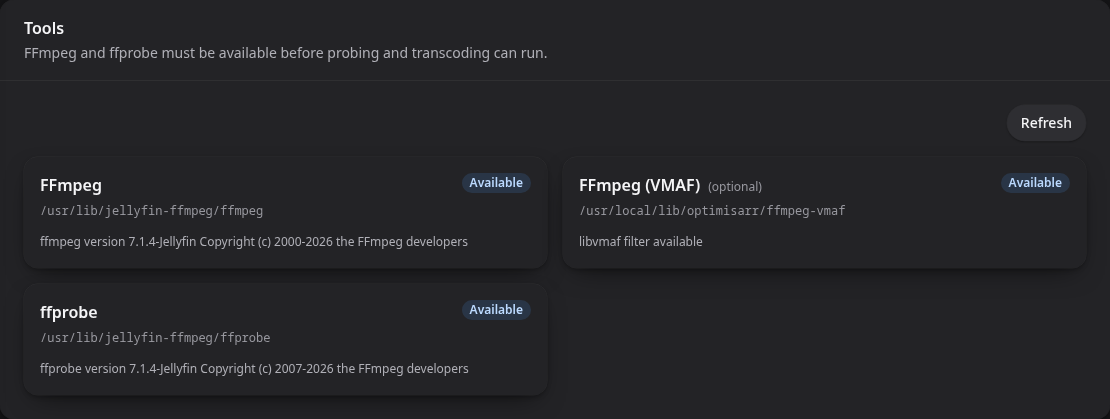 Tools
FFmpeg and ffprobe must be available before probing and transcoding can run.
Refresh
FFmpeg
Available
/usr/lib/jellyfin-ffmpeg/ffmpeg
ffmpeg version 7.1.4-Jellyfin Copyright (c) 2000-2026 the FFmpeg developers
FFmpeg (VMAF) (optional)
Available
/usr/local/lib/optimisarr/ffmpeg-vmaf
libvmaf filter available
ffprobe
Available
/usr/lib/jellyfin-ffmpeg/ffprobe
ffprobe version 7.1.4-Jellyfin Copyright (c) 2007-2026 the FFmpeg developers